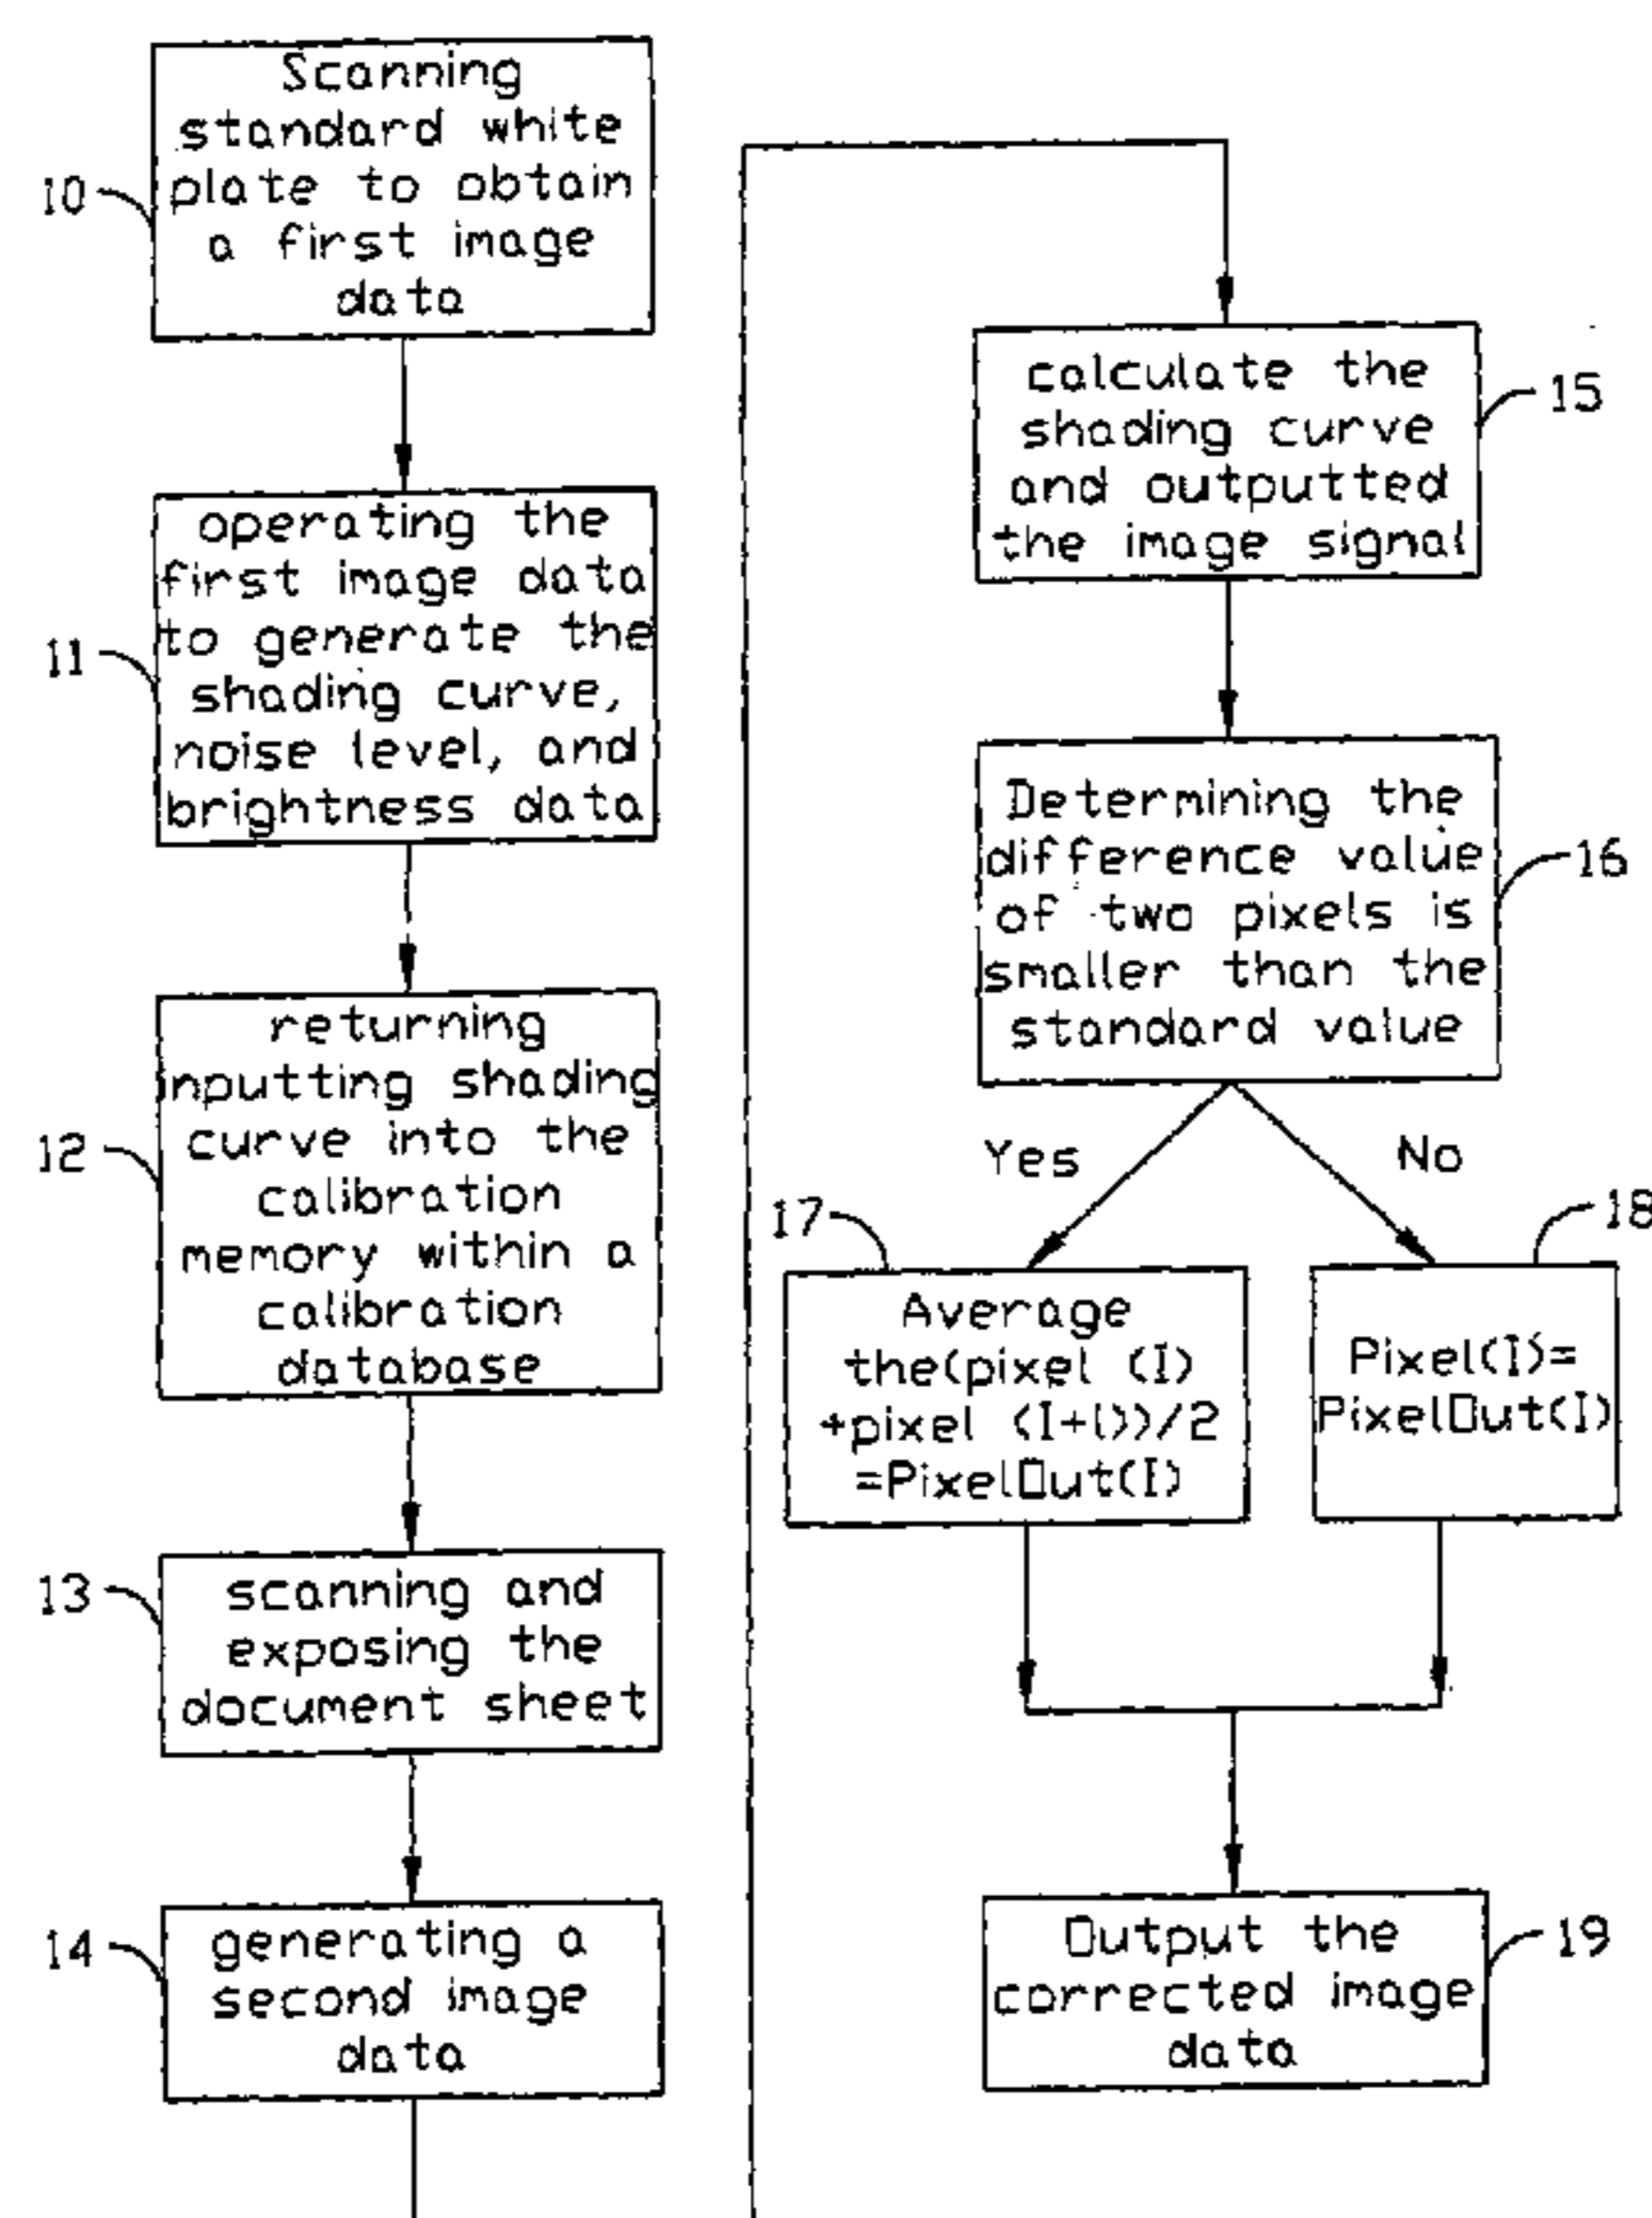 Scanning
standard white
plate to obtain
a first image
data
10
operating the
first image data
to generate the
shading curve,
noise level, and
brightness data
11
returning
inputting shading
curve into the
calibration
memory within a
calibration
database
12
scanning and
exposing the
document sheet
13
generating a
second image
data
14
calculate the
shading curve
and outputted
the image signal
15
Determining the
difference value
of two pixels is
smaller than the
standard value
16
Yes
No
17
Average
the(pixel (I)
+pixel (I+1))/2
=PixelOut(I)
18
Pixel(I)=
PixelOut(I)
Output the
corrected image
data
19